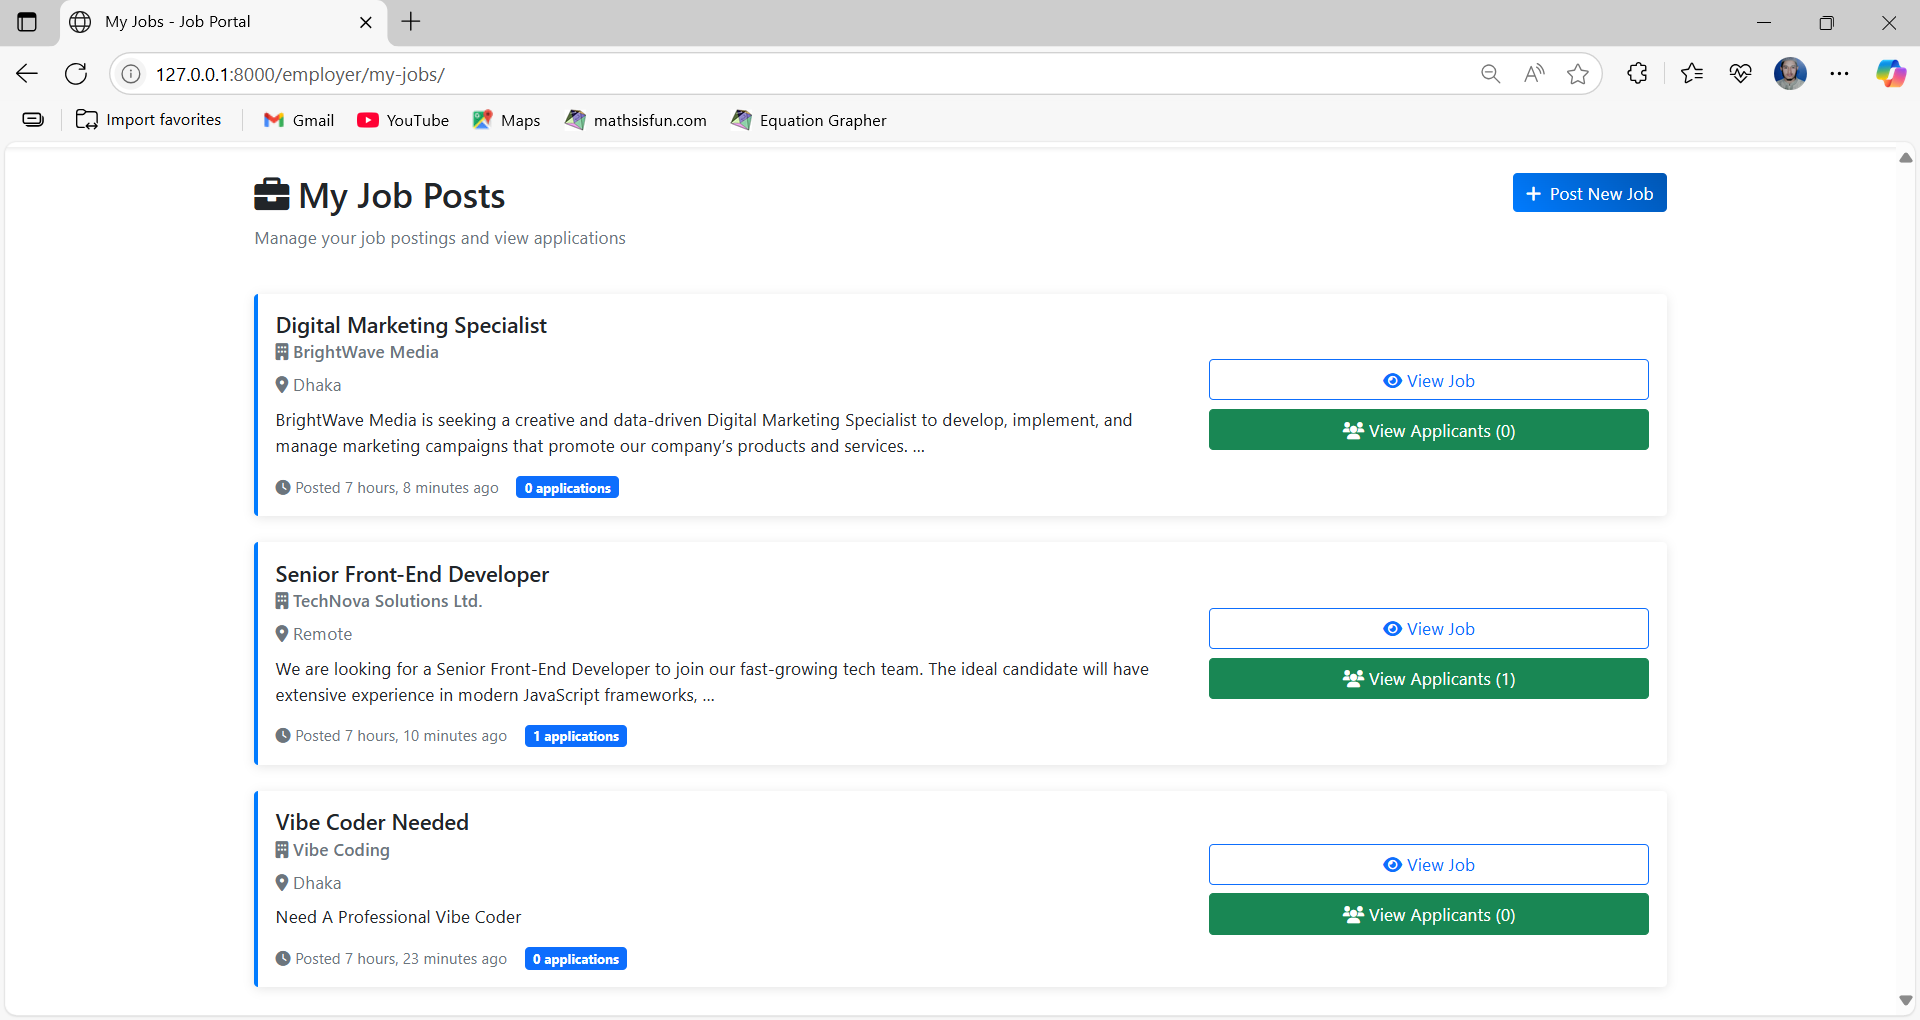 My Jobs - Job Portal
127.0.0.1:8000/employer/my-jobs/
Import favorites
Gmail
YouTube
Maps
mathsisfun.com
Equation Grapher
My Job Posts
Post New Job
Manage your job postings and view applications
Digital Marketing Specialist
BrightWave Media
Dhaka
BrightWave Media is seeking a creative and data-driven Digital Marketing Specialist to develop, implement, and
manage marketing campaigns that promote our company’s products and services. ...
Posted 7 hours, 8 minutes ago
0 applications
View Job
View Applicants (0)
Senior Front-End Developer
TechNova Solutions Ltd.
Remote
We are looking for a Senior Front-End Developer to join our fast-growing tech team. The ideal candidate will have
extensive experience in modern JavaScript frameworks, ...
Posted 7 hours, 10 minutes ago
1 applications
View Job
View Applicants (1)
Vibe Coder Needed
Vibe Coding
Dhaka
Need A Professional Vibe Coder
Posted 7 hours, 23 minutes ago
0 applications
View Job
View Applicants (0)